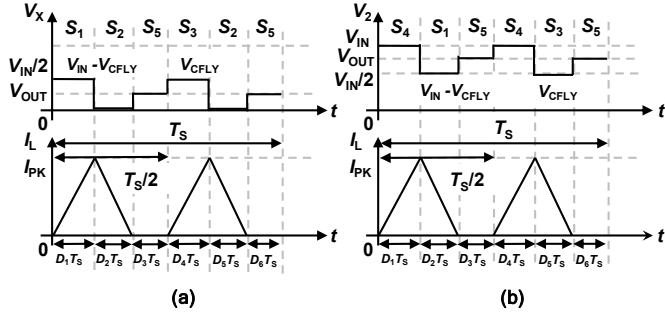 V_X S_1 S_2 S_5 S_3 S_2 S_5
V_IN/2 V_IN -V_CFLY V_CFLY
V_OUT
0 t
T_S
I_L
I_PK
T_S/2
0 t
D_1T_S D_2T_S D_3T_S D_4T_S D_5T_S D_6T_S
(a)
V_2 S_4 S_1 S_5 S_4 S_3 S_5
V_IN
V_OUT
V_IN/2
V_IN -V_CFLY V_CFLY
0 t
T_S
I_L
I_PK
T_S/2
0 t
D_1T_S D_2T_S D_3T_S D_4T_S D_5T_S D_6T_S
(b)